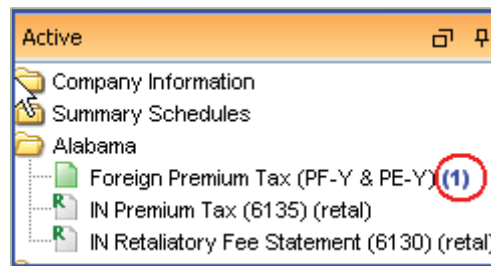 Active
Company Information
Summary Schedules
Alabama
Foreign Premium Tax (PF-Y & PE-Y) (1)
R IN Premium Tax (6135) (retal)
R IN Retaliatory Fee Statement (6130) (retal)